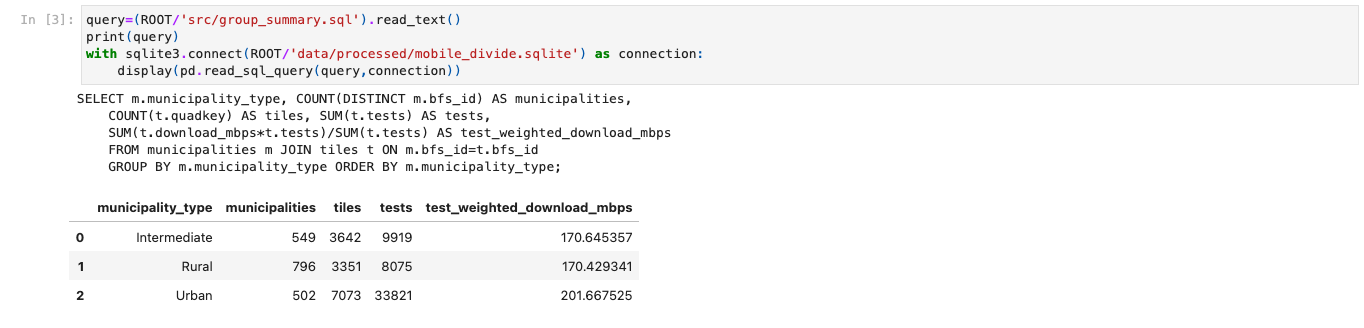 In [3]: query=(ROOT/'src/group_summary.sql').read_text()
print(query)
with sqlite3.connect(ROOT/'data/processed/mobile_divide.sqlite') as connection:
    display(pd.read_sql_query(query,connection))
SELECT m.municipality_type, COUNT(DISTINCT m.bfs_id) AS municipalities,
    COUNT(t.quadkey) AS tiles, SUM(t.tests) AS tests,
    SUM(t.download_mbps*t.tests)/SUM(t.tests) AS test_weighted_download_mbps
    FROM municipalities m JOIN tiles t ON m.bfs_id=t.bfs_id
    GROUP BY m.municipality_type ORDER BY m.municipality_type;
municipality_type municipalities tiles tests test_weighted_download_mbps
0 Intermediate 549 3642 9919 170.645357
1 Rural 796 3351 8075 170.429341
2 Urban 502 7073 33821 201.667525